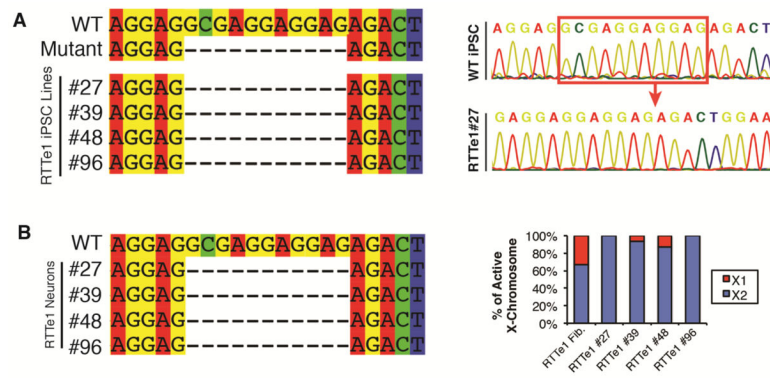 A
WT AGGAGGCGAGGAGGAGAGACT
Mutant AGGAG-----------AGACT
RTTe1 iPSC Lines
#27 AGGAG-----------AGACT
#39 AGGAG-----------AGACT
#48 AGGAG-----------AGACT
#96 AGGAG-----------AGACT
WT iPSC
AGGAGGCGAGGAGGAGAGACT
RTTe1#27
GAGGAGGAGGAGAGACTGGAA
B
WT AGGAGGCGAGGAGGAGAGACT
RTTe1 Neurons
#27 AGGAG-----------AGACT
#39 AGGAG-----------AGACT
#48 AGGAG-----------AGACT
#96 AGGAG-----------AGACT
% of Active
X-Chromosome
100%
80%
60%
40%
20%
0%
RTTe1 Fib.
RTTe1 #27
RTTe1 #39
RTTe1 #48
RTTe1 #96
X1
X2